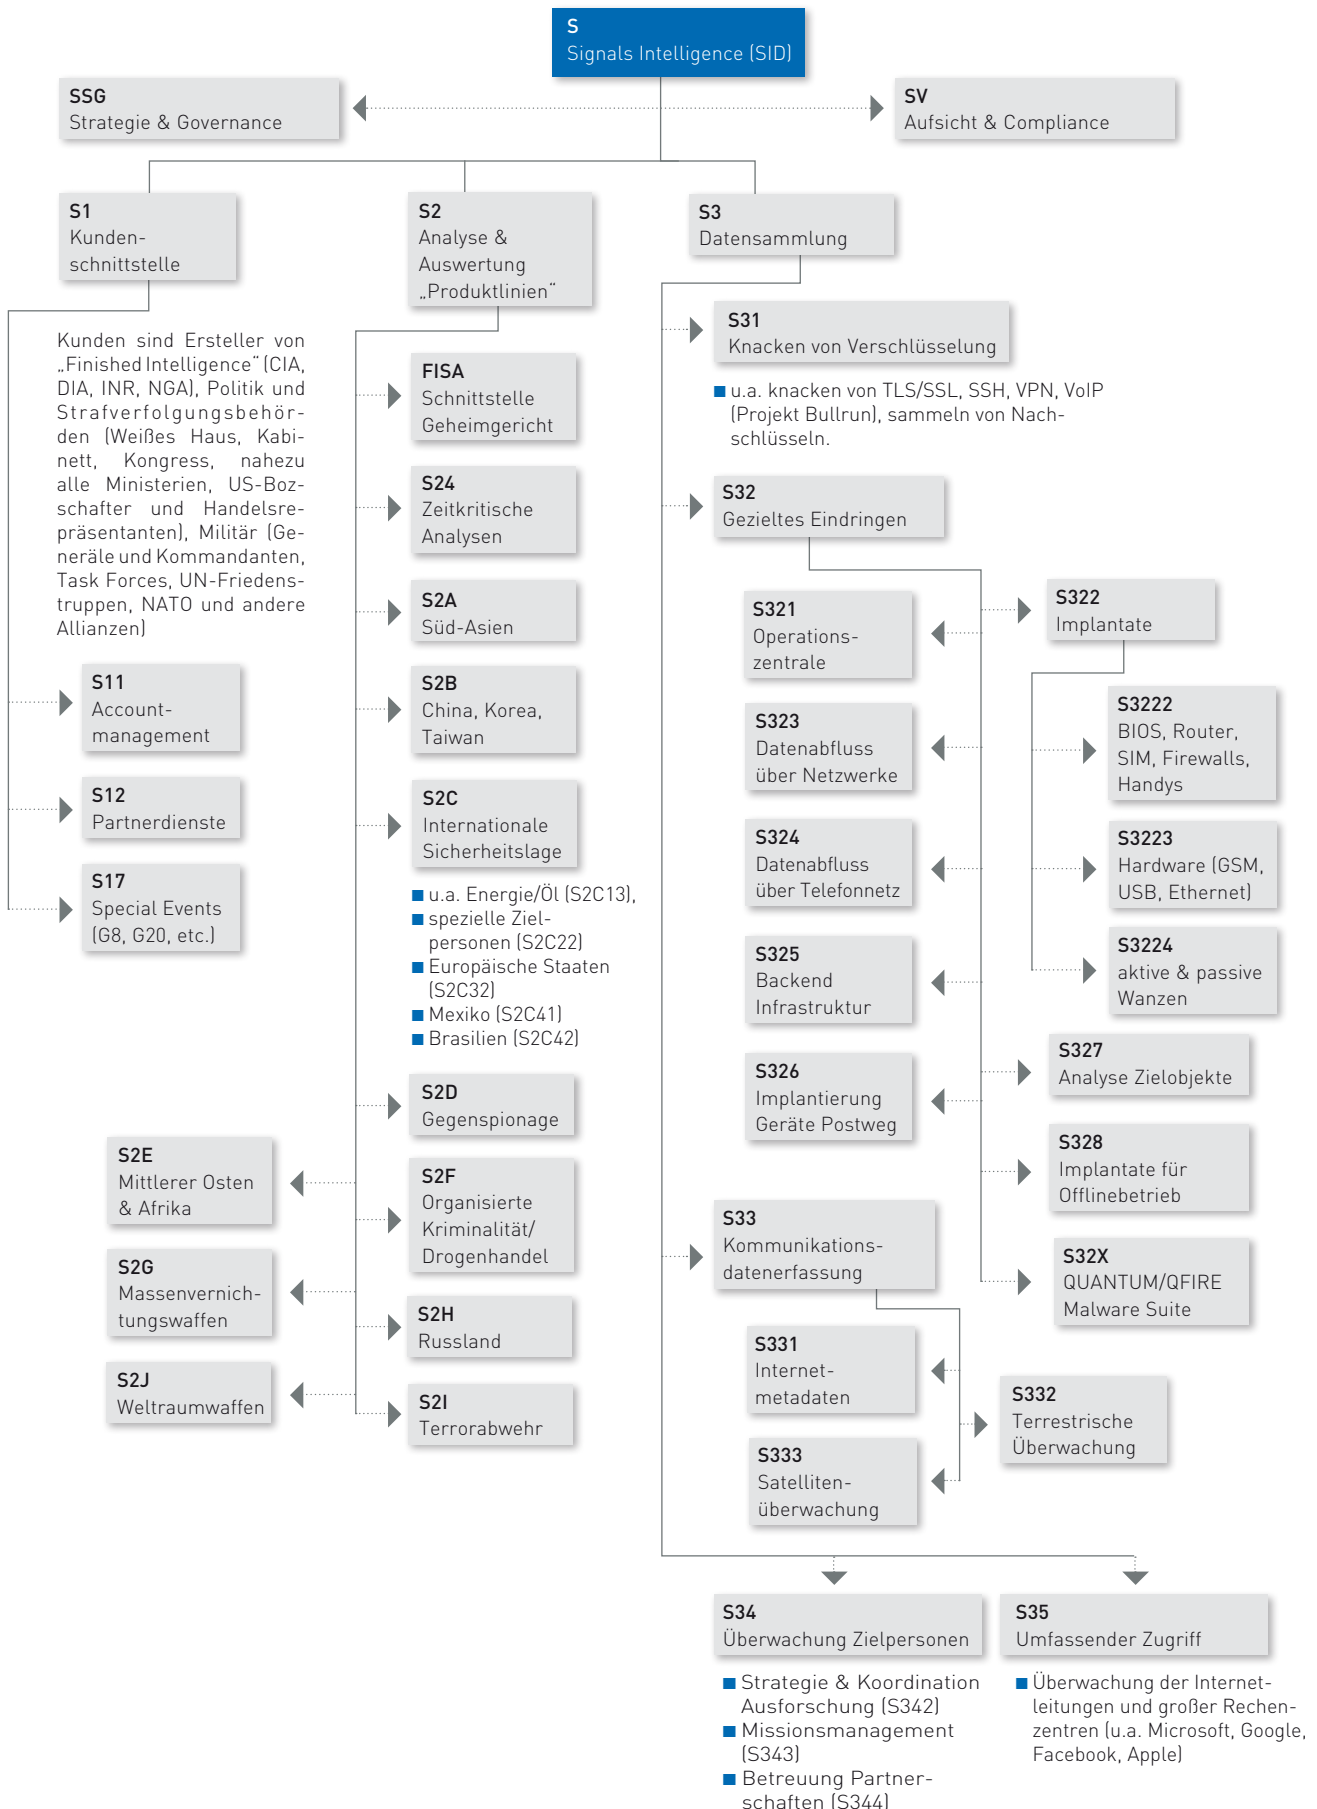 S
Signals Intelligence (SID)
SSG
Strategie & Governance
SV
Aufsicht & Compliance
S1
Kunden-
schnittstelle
Kunden sind Ersteller von
„Finished Intelligence“ (CIA,
DIA, INR, NGA), Politik und
Strafverfolgungsbehör-
den (Weißes Haus, Kabi-
nett, Kongress, nahezu
alle Ministerien, US-Boz-
schafter und Handelsre-
präsentanten), Militär (Ge-
neräle und Kommandanten,
Task Forces, UN-Friedens-
truppen, NATO und andere
Allianzen)
S11
Account-
management
S12
Partnerdienste
S17
Special Events
(G8, G20, etc.)
S2
Analyse &
Auswertung
„Produktlinien“
FISA
Schnittstelle
Geheimgericht
S24
Zeitkritische
Analysen
S2A
Süd-Asien
S2B
China, Korea,
Taiwan
S2C
Internationale
Sicherheitslage
u.a. Energie/Öl (S2C13),
spezielle Ziel-
personen (S2C22)
Europäische Staaten
(S2C32)
Mexiko (S2C41)
Brasilien (S2C42)
S2D
Gegenspionage
S2E
Mittlerer Osten
& Afrika
S2F
Organisierte
Kriminalität/
Drogenhandel
S2G
Massenvernich-
tungswaffen
S2H
Russland
S2J
Weltraumwaffen
S2I
Terrorabwehr
S3
Datensammlung
S31
Knacken von Verschlüsselung
u.a. knacken von TLS/SSL, SSH, VPN, VoIP
(Projekt Bullrun), sammeln von Nach-
schlüsseln.
S32
Gezieltes Eindringen
S321
Operations-
zentrale
S322
Implantate
S3222
BIOS, Router,
SIM, Firewalls,
Handys
S3223
Hardware (GSM,
USB, Ethernet)
S3224
aktive & passive
Wanzen
S323
Datenabfluss
über Netzwerke
S324
Datenabfluss
über Telefonnetz
S325
Backend
Infrastruktur
S326
Implantierung
Geräte Postweg
S327
Analyse Zielobjekte
S328
Implantate für
Offlinebetrieb
S32X
QUANTUM/QFIRE
Malware Suite
S33
Kommunikations-
datenerfassung
S331
Internet-
metadaten
S332
Terrestrische
Überwachung
S333
Satelliten-
überwachung
S34
Überwachung Zielpersonen
Strategie & Koordination
Ausforschung (S342)
Missionsmanagement
(S343)
Betreuung Partner-
schaften (S344)
S35
Umfassender Zugriff
Überwachung der Internet-
leitungen und großer Rechen-
zentren (u.a. Microsoft, Google,
Facebook, Apple)